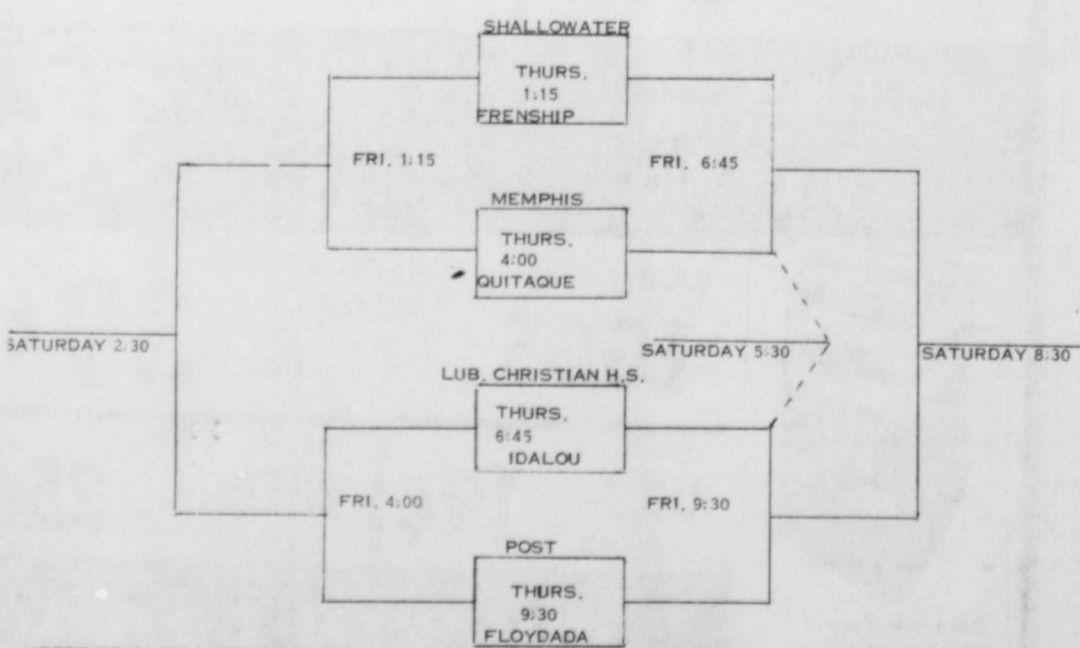 SHALLOWATER
THURS.
1:15
FRENSHIP
FRI. 1:15
FRI. 6:45
MEMPHIS
THURS.
4:00
QUITAQUE
SATURDAY 2:30
SATURDAY 5:30
SATURDAY 8:30
LUB. CHRISTIAN H.S.
THURS.
6:45
IDALOU
FRI. 4:00
FRI. 9:30
POST
THURS.
9:30
FLOYDADA